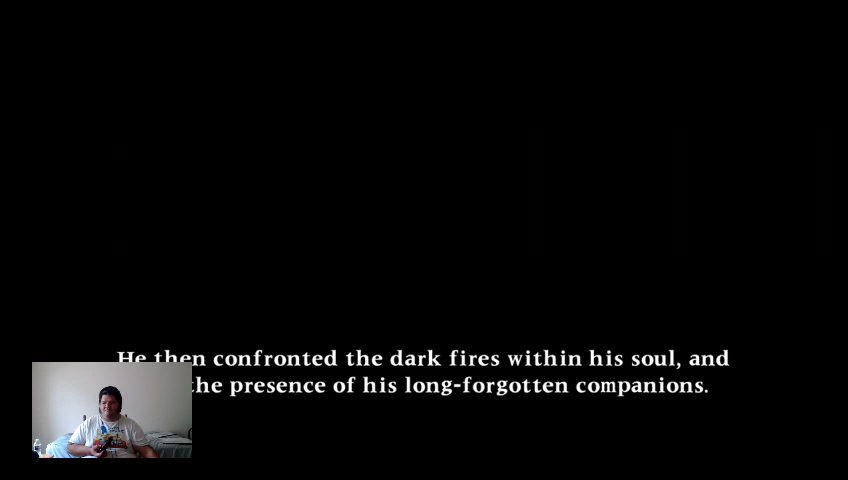 He then confronted the dark fires within his soul, and
the presence of his long-forgotten companions.